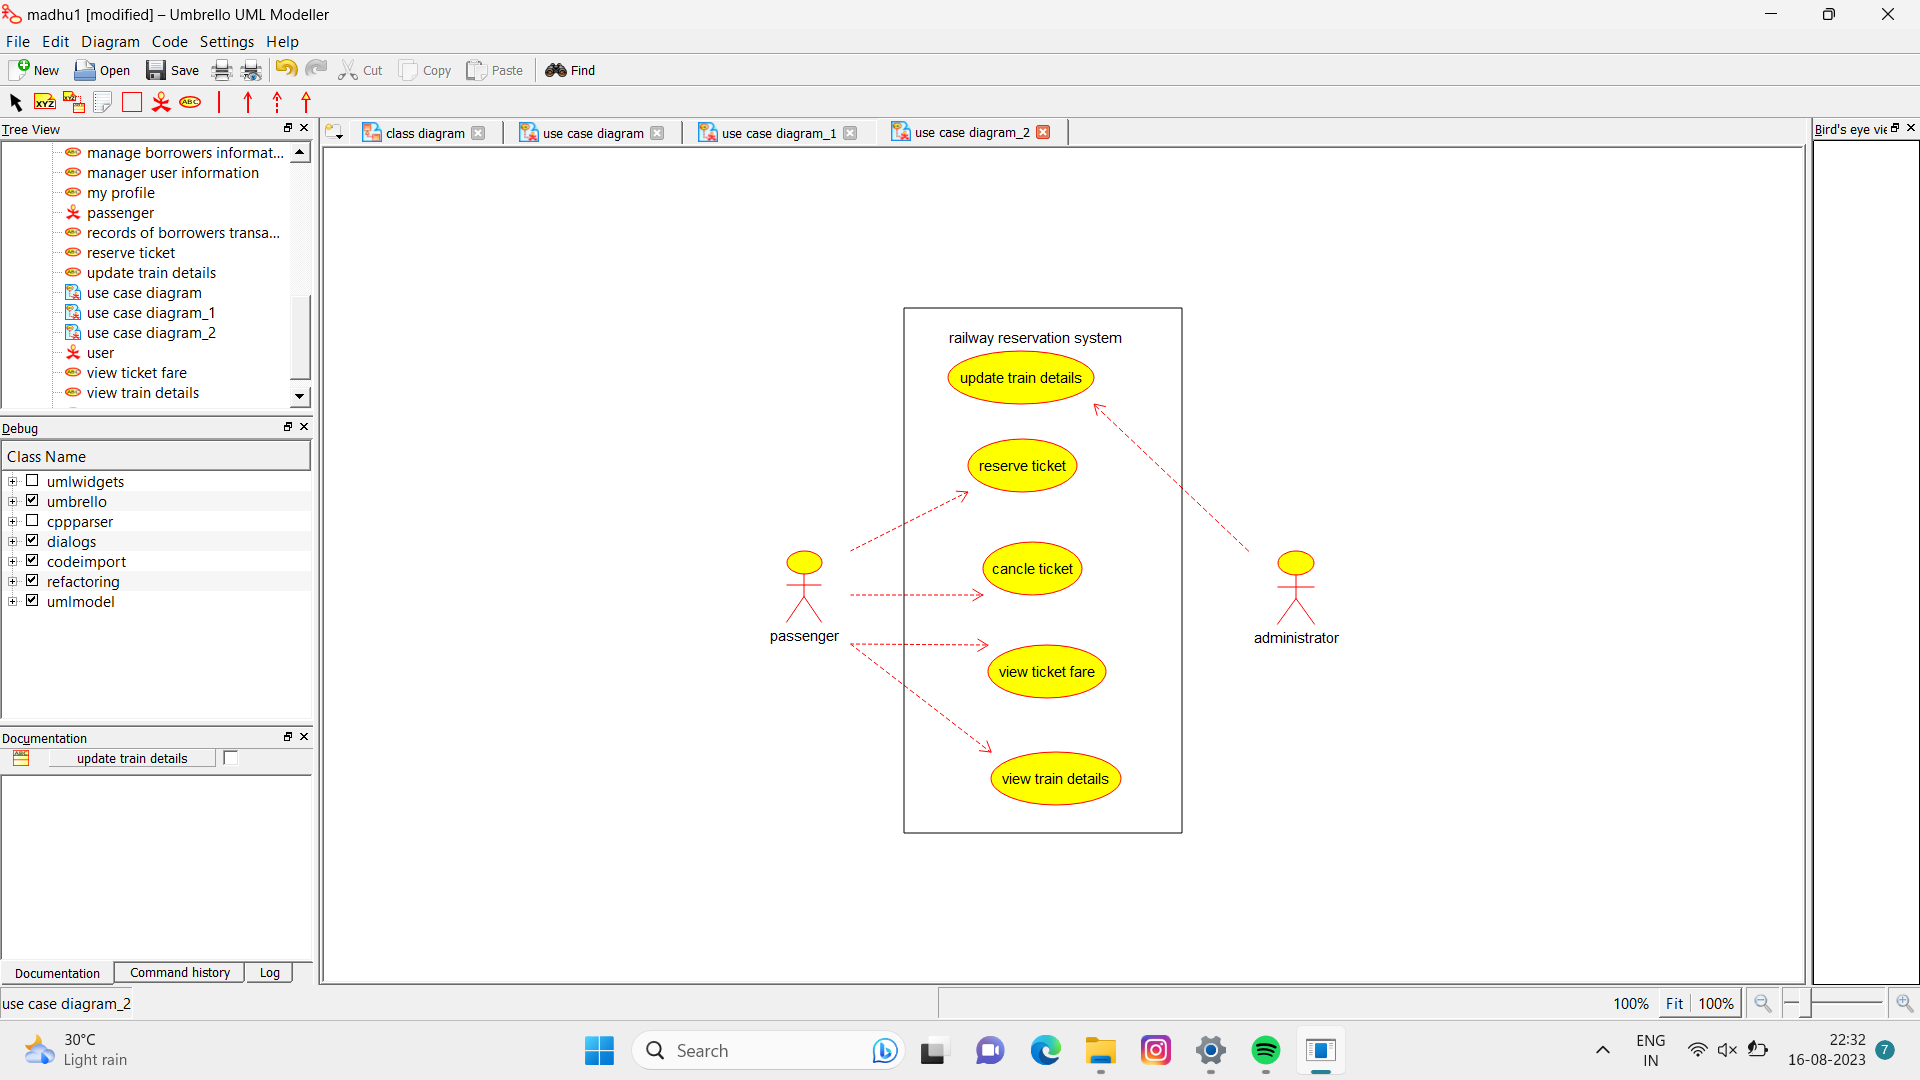 madhu1 [modified] – Umbrello UML Modeller
File Edit Diagram Code Settings Help
New Open Save Cut Copy Paste Find
XYZ XYZ ABC
Tree View
class diagram use case diagram use case diagram_1 use case diagram_2
Bird's eye vie
manage borrowers informat...
manager user information
my profile
passenger
records of borrowers transa...
reserve ticket
update train details
use case diagram
use case diagram_1
use case diagram_2
user
view ticket fare
view train details
Debug
Class Name
umlwidgets
umbrello
cppparser
dialogs
codeimport
refactoring
umlmodel
Documentation
update train details
Documentation Command history Log
railway reservation system
update train details
reserve ticket
cancle ticket
view ticket fare
view train details
passenger
administrator
use case diagram_2
100% Fit 100%
30°C
Light rain
Search
ENG
IN
22:32
16-08-2023
7